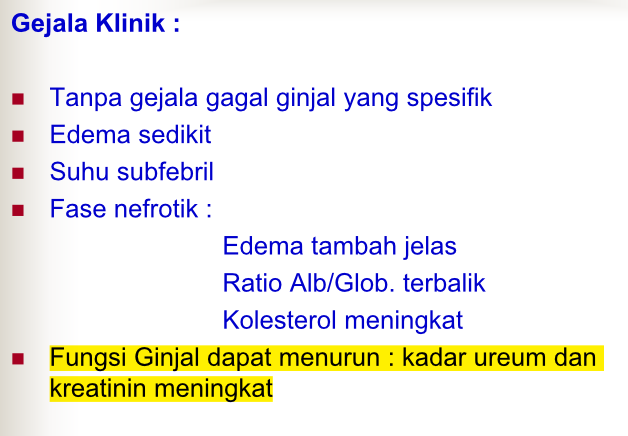 Gejala Klinik :
Tanpa gejala gagal ginjal yang spesifik
Edema sedikit
Suhu subfebril
Fase nefrotik :
Edema tambah jelas
Ratio Alb/Glob. terbalik
Kolesterol meningkat
Fungsi Ginjal dapat menurun : kadar ureum dan
kreatinin meningkat